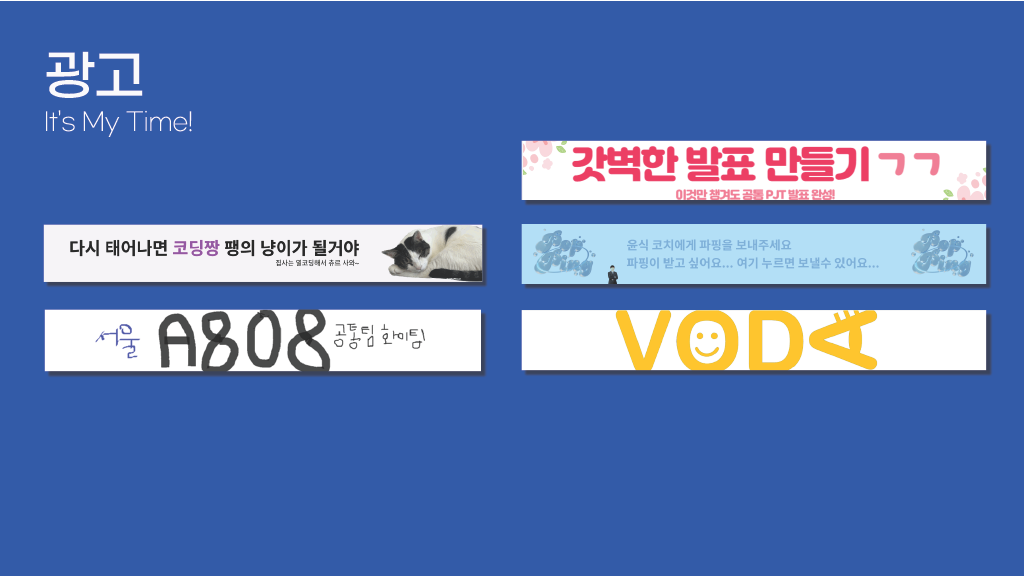 광고
It's My Time!
갓벽한 발표 만들기 ㄱㄱ
이것만 챙겨도 공통 PJT 발표 완성!
다시 태어나면 코딩짱 팽의 냥이가 될거야
집사는 열코딩해서 츄르 사와~
Pop Ping
윤식 코치에게 파핑을 보내주세요
파핑이 받고 싶어요... 여기 누르면 보낼수 있어요...
Pop Ping
서울 A808 공통팀 화이팅
VODA